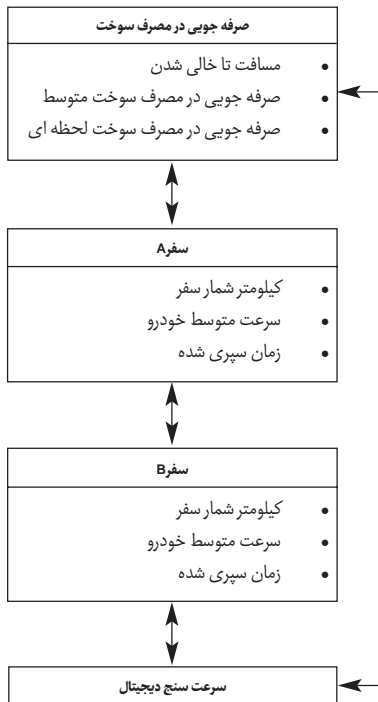 صرفه جویی در مصرف سوخت
• مسافت تا خالی شدن
• صرفه جویی در مصرف سوخت متوسط
• صرفه جویی در مصرف سوخت لحظه ای
سفرA
• کیلومتر شمار سفر
• سرعت متوسط خودرو
• زمان سپری شده
سفرB
• کیلومتر شمار سفر
• سرعت متوسط خودرو
• زمان سپری شده
سرعت سنج دیجیتال